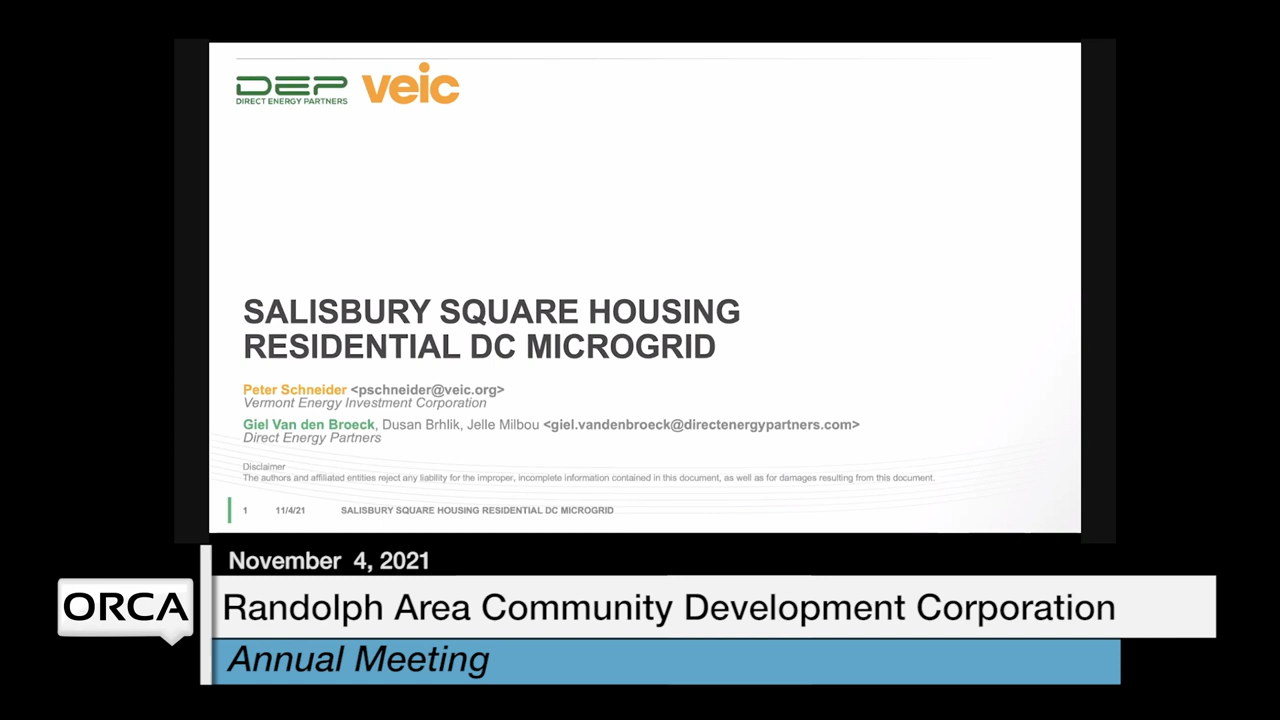 DEP veic
DIRECT ENERGY PARTNERS
SALISBURY SQUARE HOUSING
RESIDENTIAL DC MICROGRID
Peter Schneider <pschneider@veic.org>
Vermont Energy Investment Corporation
Giel Van den Broeck, Dusan Brhlik, Jelle Milbou <giel.vandenbroeck@directenergypartners.com>
Direct Energy Partners
Disclaimer
The authors and affiliated entities reject any liability for the improper, incomplete information contained in this document, as well as for damages resulting from this document.
1 11/4/21 SALISBURY SQUARE HOUSING RESIDENTIAL DC MICROGRID
November 4, 2021
ORCA
Randolph Area Community Development Corporation
Annual Meeting